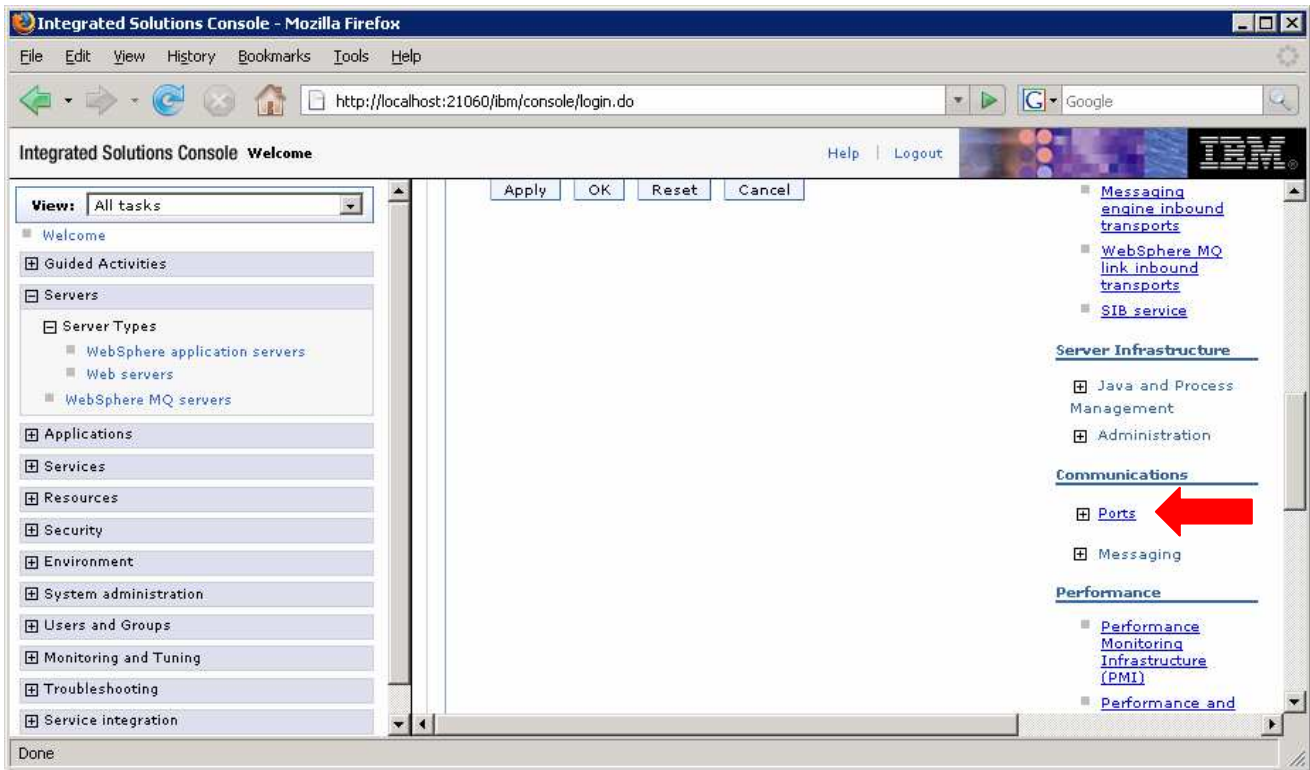 Integrated Solutions Console - Mozilla Firefox
File Edit View History Bookmarks Tools Help
http://localhost:21060/ibm/console/login.do
G Google
Integrated Solutions Console Welcome
Help | Logout
IBM®
View: All tasks
Welcome
Guided Activities
Servers
Server Types
WebSphere application servers
Web servers
WebSphere MQ servers
Applications
Services
Resources
Security
Environment
System administration
Users and Groups
Monitoring and Tuning
Troubleshooting
Service integration
Apply OK Reset Cancel
Messaging
engine inbound
transports
WebSphere MQ
link inbound
transports
SIB service
Server Infrastructure
Java and Process
Management
Administration
Communications
Ports
Messaging
Performance
Performance
Monitoring
Infrastructure
(PMI)
Performance and
Done